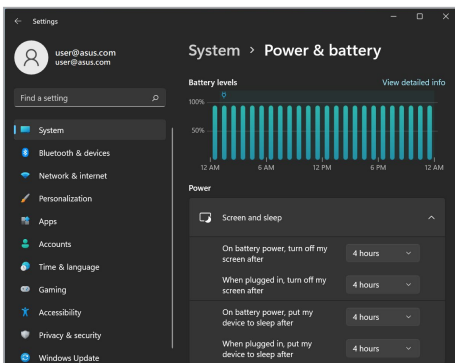 Settings
user@asus.com
user@asus.com
Find a setting
System
Bluetooth & devices
Network & internet
Personalization
Apps
Accounts
Time & language
Gaming
Accessibility
Privacy & security
Windows Update
System > Power & battery
Battery levels
View detailed info
100%
50%
12 AM
6 AM
12 PM
6 PM
12 AM
Power
Screen and sleep
On battery power, turn off my
screen after
4 hours
When plugged in, turn off my
screen after
4 hours
On battery power, put my
device to sleep after
4 hours
When plugged in, put my
device to sleep after
4 hours